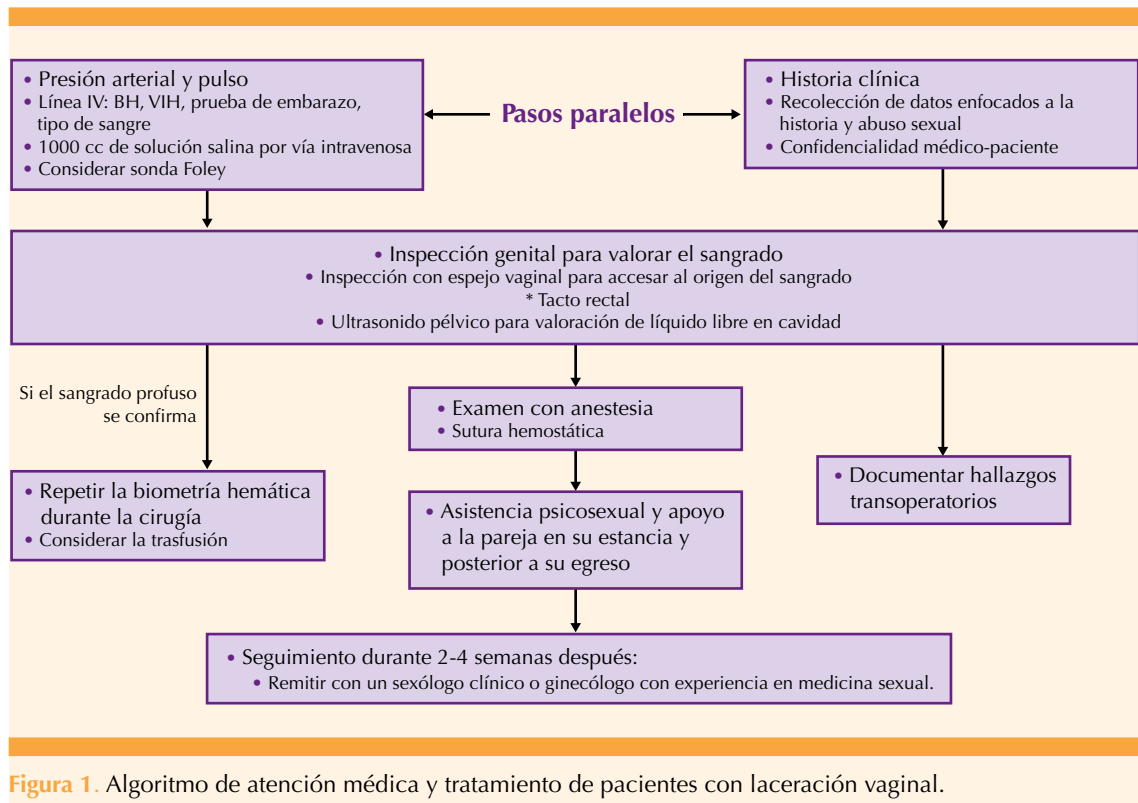 • Presión arterial y pulso
• Línea IV: BH, VIH, prueba de embarazo,
tipo de sangre
• 1000 cc de solución salina por vía intravenosa
• Considerar sonda Foley
Pasos paralelos
• Historia clínica
• Recolección de datos enfocados a la
historia y abuso sexual
• Confidencialidad médico-paciente
• Inspección genital para valorar el sangrado
• Inspección con espejo vaginal para accesar al origen del sangrado
* Tacto rectal
• Ultrasonido pélvico para valoración de líquido libre en cavidad
Si el sangrado profuso
se confirma
• Repetir la biometría hemática
durante la cirugía
• Considerar la trasfusión
• Examen con anestesia
• Sutura hemostática
• Asistencia psicosexual y apoyo
a la pareja en su estancia y
posterior a su egreso
• Documentar hallazgos
transoperatorios
• Seguimiento durante 2-4 semanas después:
• Remitir con un sexólogo clínico o ginecólogo con experiencia en medicina sexual.
Figura 1. Algoritmo de atención médica y tratamiento de pacientes con laceración vaginal.